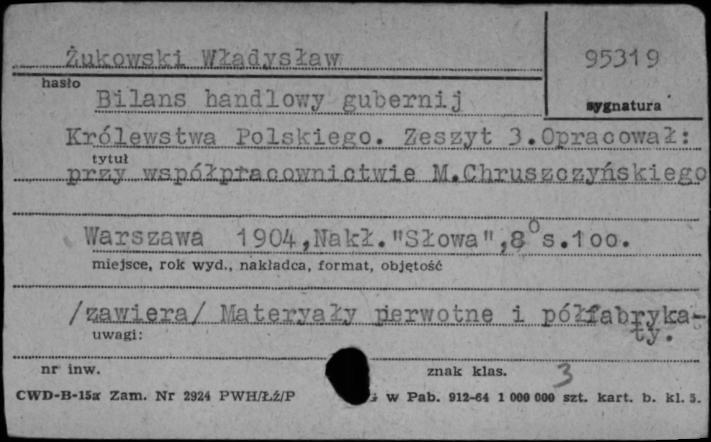 Żukowski Władysław
95319
hasło
sygnatura
Bilans handlowy gubernij
Królewstwa Polskiego. Zeszyt 3.Opracował:
tytuł
przy współpracownictwie M.Chruszczyńskiego
Warszawa 1904,Nakł."Słowa",8° s.100.
miejsce, rok wyd., nakładca, format, objętość
/zawiera/ Materyały pierwotne i półfabryka-
ty.
uwagi:
nr inw.
znak klas. 3
CWD-B-15a Zam. Nr 2924 PWH/Łż/P G w Pab. 912-64 1 000 000 szt. kart. b. kl. 5.